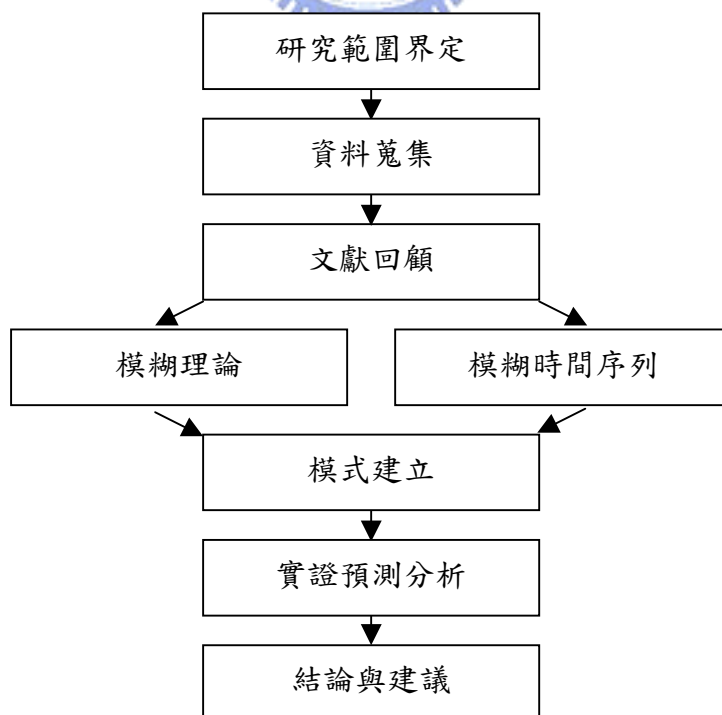 研究範圍界定
資料蒐集
文獻回顧
模糊理論
模糊時間序列
模式建立
實證預測分析
結論與建議